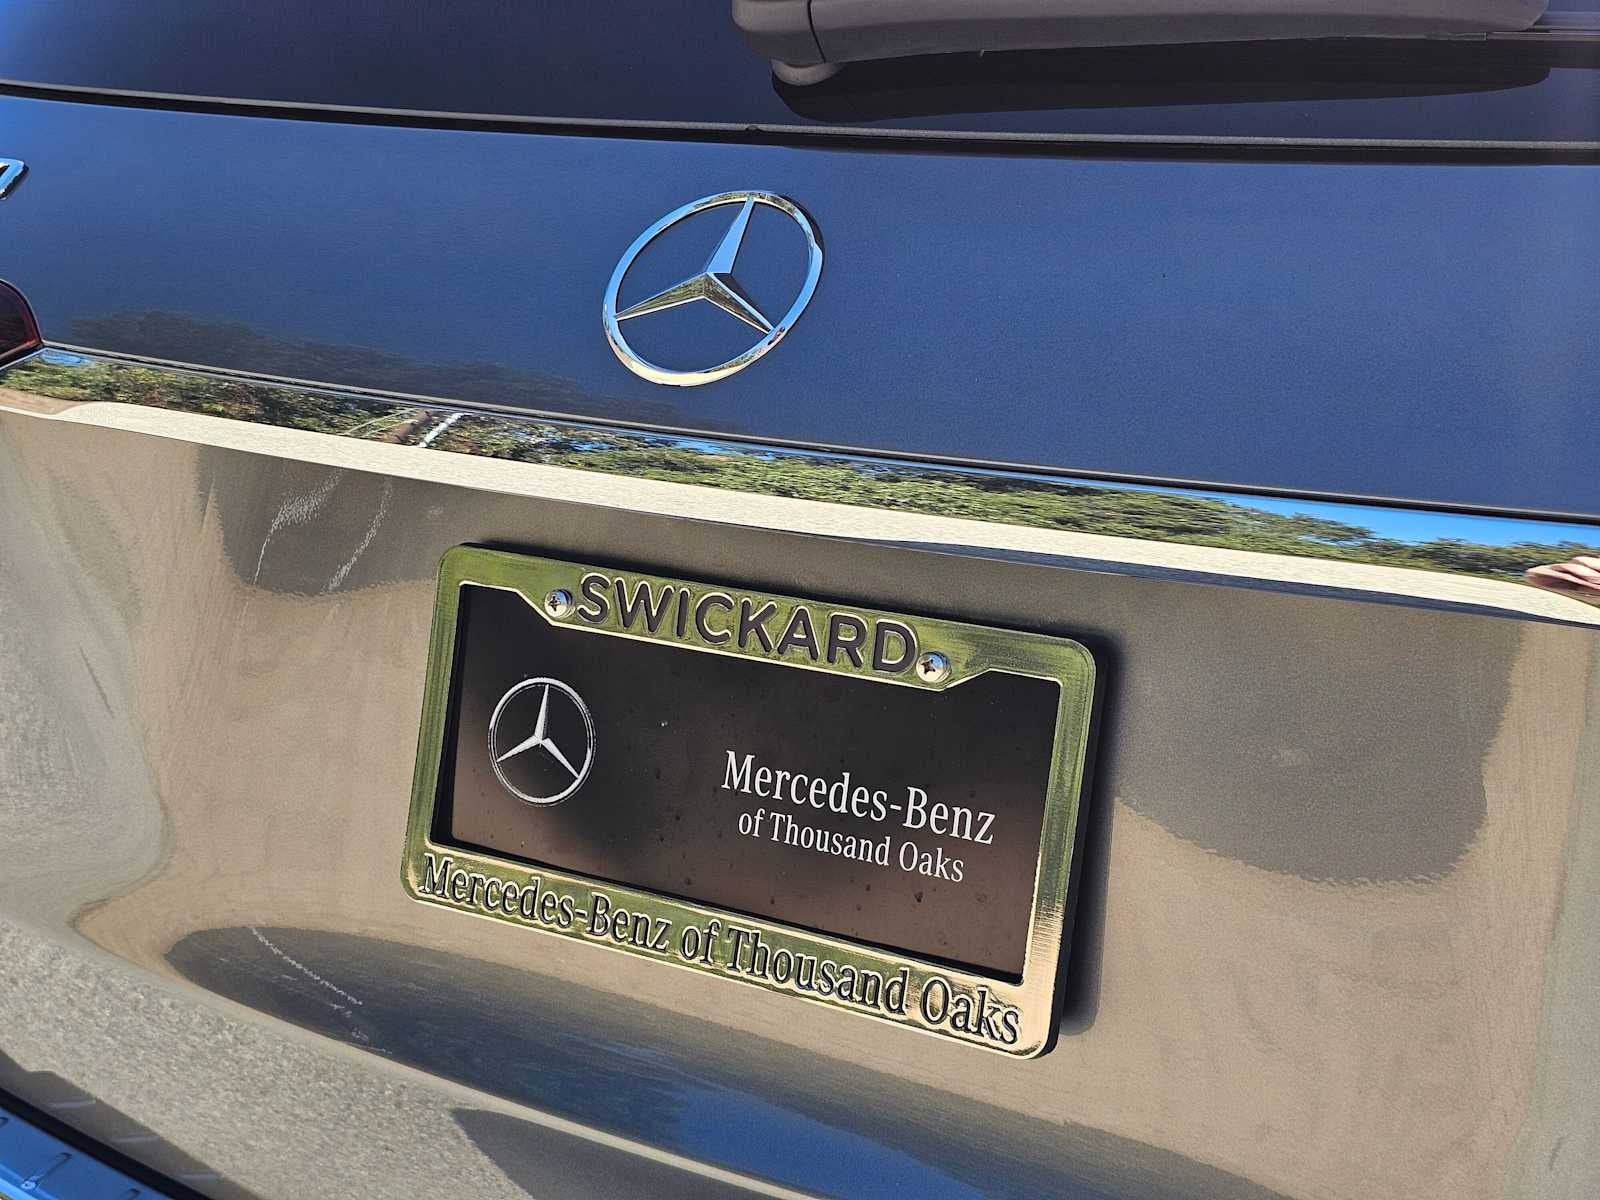 SWICKARD
Mercedes-Benz
of Thousand Oaks
Mercedes-Benz of Thousand Oaks